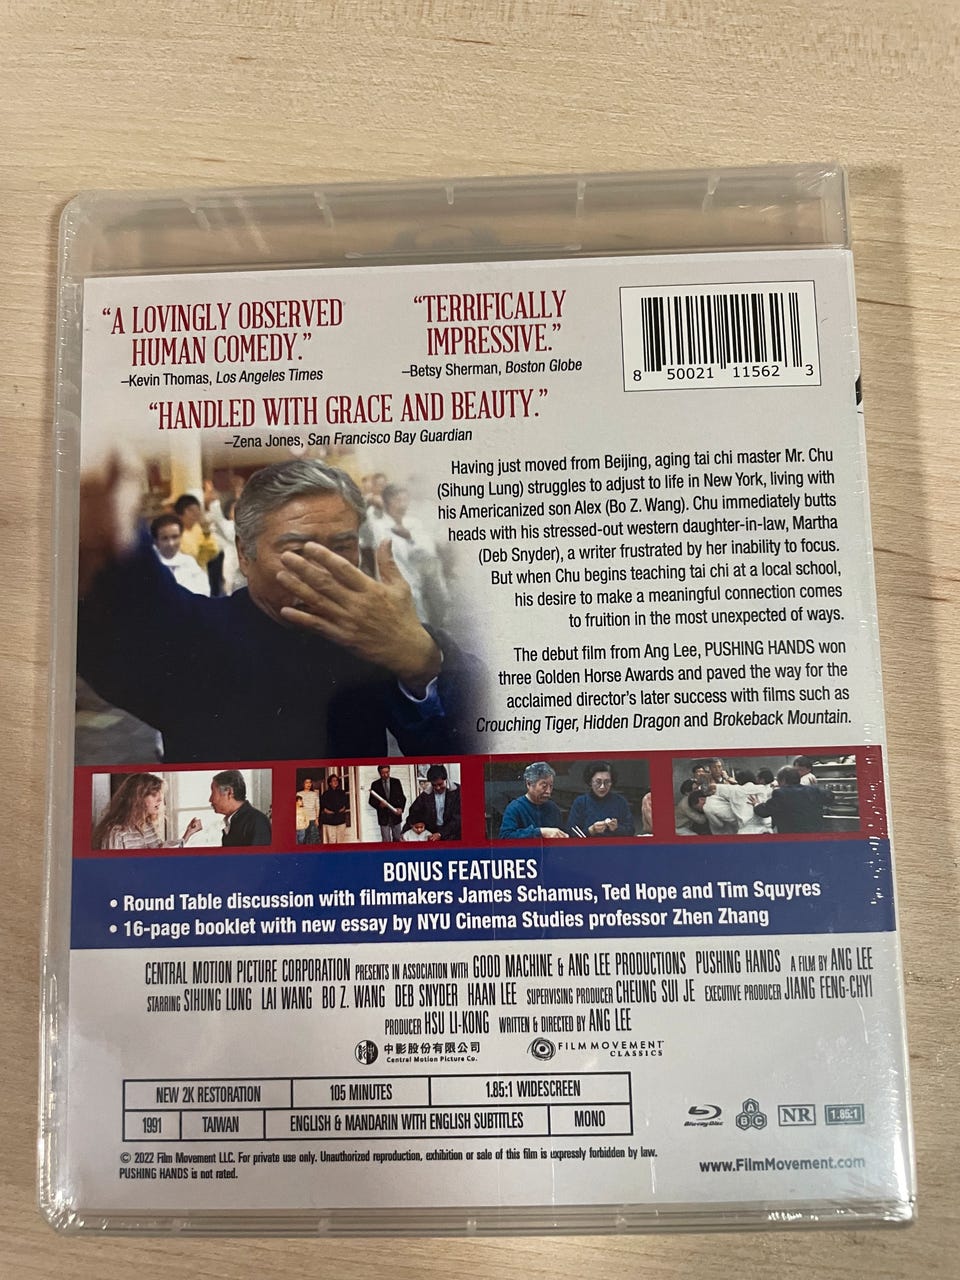 “A LOVINGLY OBSERVED
HUMAN COMEDY.”
–Kevin Thomas, Los Angeles Times
“TERRIFICALLY
IMPRESSIVE.”
–Betsy Sherman, Boston Globe
8 50021 11562 3
“HANDLED WITH GRACE AND BEAUTY.”
–Zena Jones, San Francisco Bay Guardian
Having just moved from Beijing, aging tai chi master Mr. Chu
(Sihung Lung) struggles to adjust to life in New York, living with
his Americanized son Alex (Bo Z. Wang). Chu immediately butts
heads with his stressed-out western daughter-in-law, Martha
(Deb Snyder), a writer frustrated by her inability to focus.
But when Chu begins teaching tai chi at a local school,
his desire to make a meaningful connection comes
to fruition in the most unexpected of ways.
The debut film from Ang Lee, PUSHING HANDS won
three Golden Horse Awards and paved the way for the
acclaimed director’s later success with films such as
Crouching Tiger, Hidden Dragon and Brokeback Mountain.
BONUS FEATURES
• Round Table discussion with filmmakers James Schamus, Ted Hope and Tim Squyres
• 16-page booklet with new essay by NYU Cinema Studies professor Zhen Zhang
CENTRAL MOTION PICTURE CORPORATION PRESENTS IN ASSOCIATION WITH GOOD MACHINE & ANG LEE PRODUCTIONS PUSHING HANDS A FILM BY ANG LEE
STARRING SIHUNG LUNG LAI WANG BO Z. WANG DEB SNYDER HAAN LEE SUPERVISING PRODUCER CHEUNG SUI JE EXECUTIVE PRODUCER JIANG FENG-CHYI
PRODUCER HSU LI-KONG WRITTEN & DIRECTED BY ANG LEE
中影股份有限公司
Central Motion Picture Co.
FILM MOVEMENT
CLASSICS
NEW 2K RESTORATION 105 MINUTES 1.85:1 WIDESCREEN
1991 TAIWAN ENGLISH & MANDARIN WITH ENGLISH SUBTITLES MONO
Blu-ray Disc A B C NR 1.85:1
© 2022 Film Movement LLC. For private use only. Unauthorized reproduction, exhibition or sale of this film is expressly forbidden by law.
PUSHING HANDS is not rated.
www.FilmMovement.com